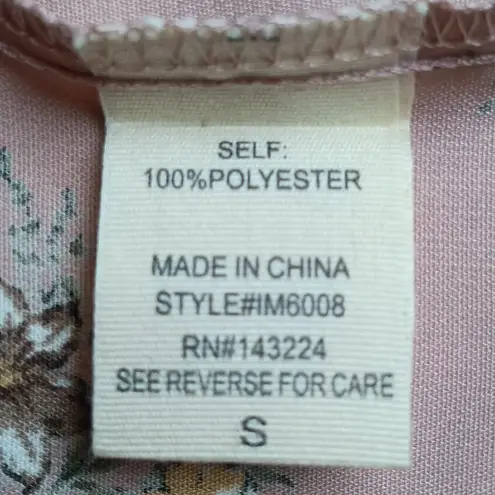 SELF:
100%POLYESTER
MADE IN CHINA
STYLE#IM6008
RN#143224
SEE REVERSE FOR CARE
S